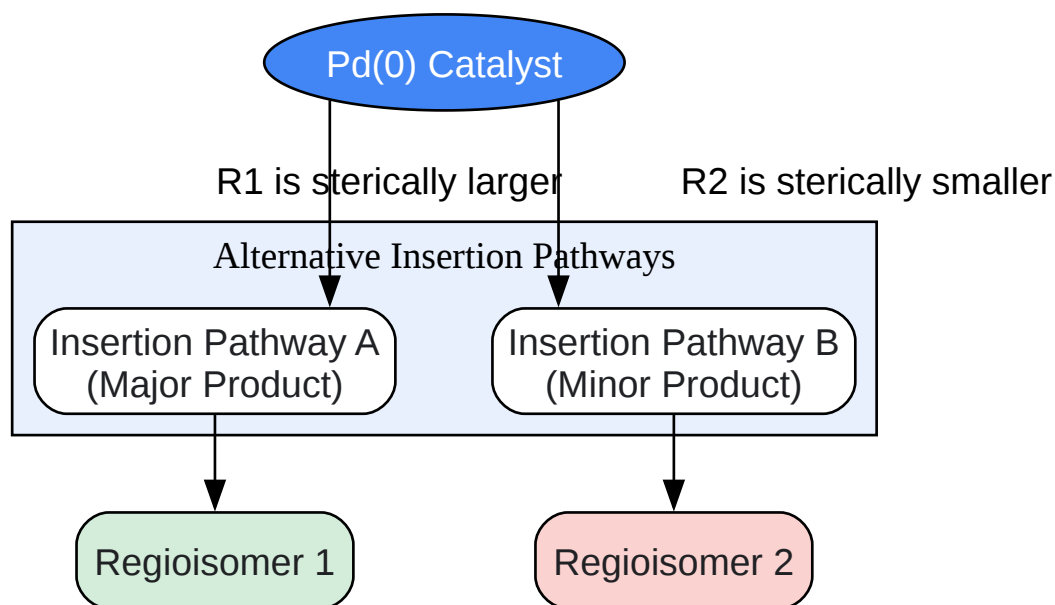 Pd(0) Catalyst
R1 is sterically larger
R2 is sterically smaller
Alternative Insertion Pathways
Insertion Pathway A
(Major Product)
Insertion Pathway B
(Minor Product)
Regioisomer 1
Regioisomer 2